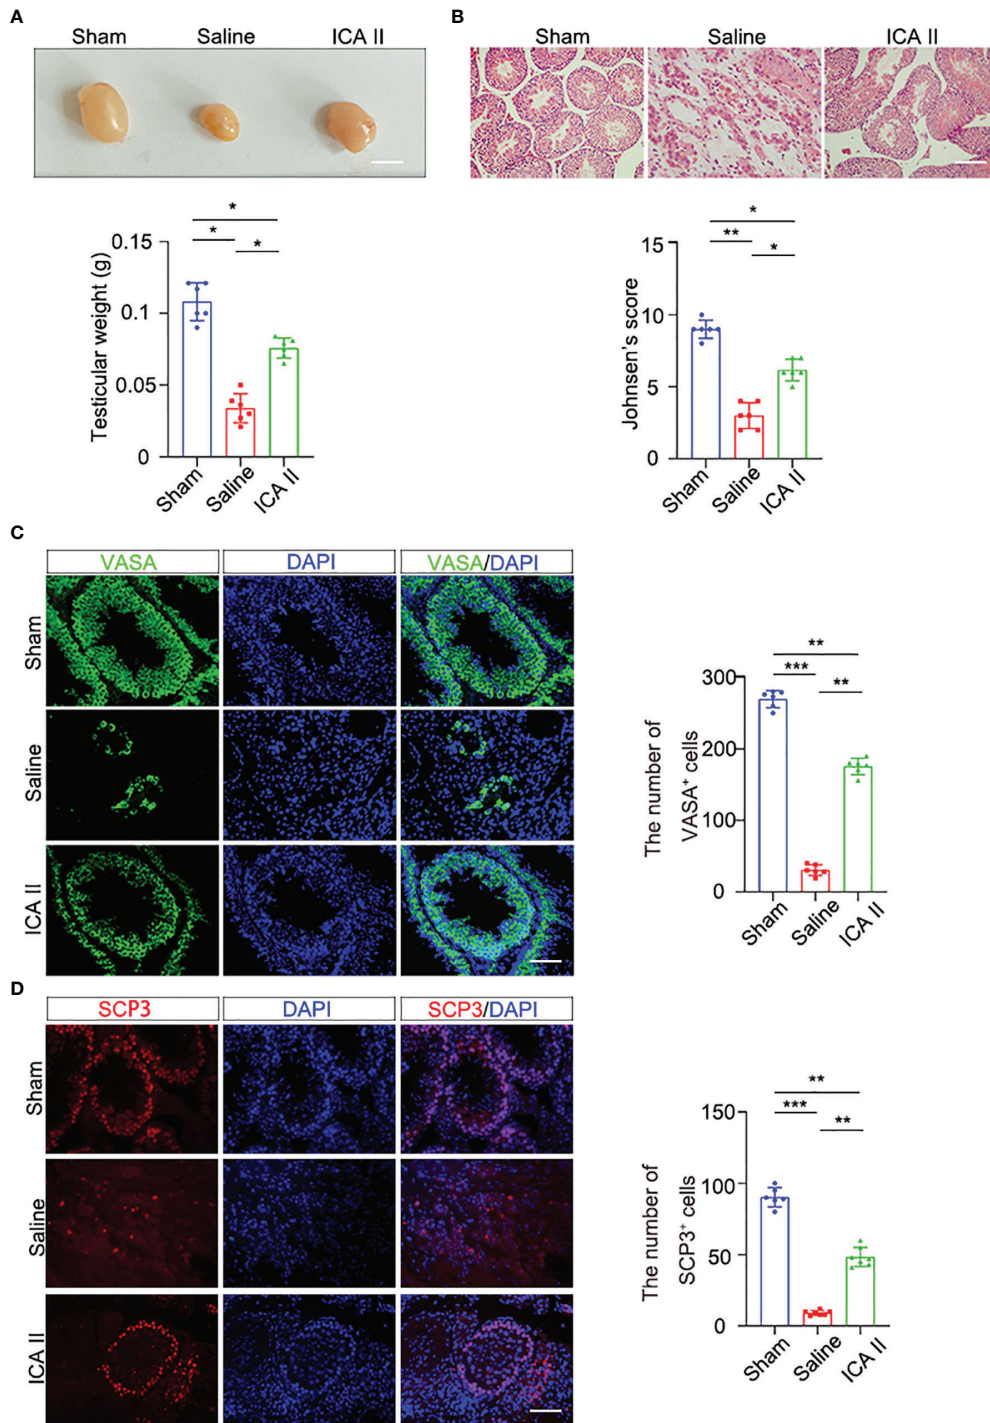 A
Sham Saline ICA II
*
* *
Testicular weight (g)
0.15
0.1
0.05
0
Sham Saline ICA II
B
Sham Saline ICA II
*
** *
Johnsen's score
15
10
5
0
Sham Saline ICA II
C
VASA DAPI VASA/DAPI
Sham
Saline
ICA II
**
*** **
The number of
VASA⁺ cells
300
200
100
0
Sham Saline ICA II
D
SCP3 DAPI SCP3/DAPI
Sham
Saline
ICA II
**
*** **
The number of
SCP3⁺ cells
150
100
50
0
Sham Saline ICA II